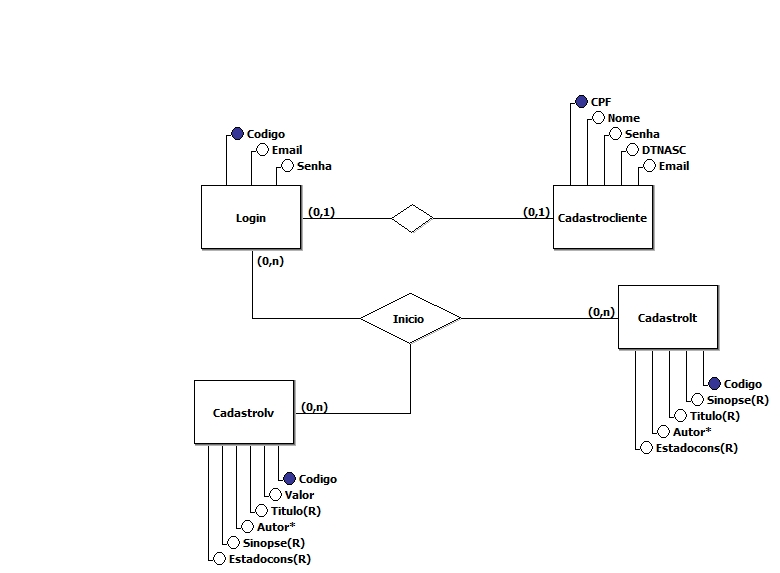 CPF
Nome
Codigo
Senha
Email
DTNASC
Senha
Email
Login
(0,1)
(0,1)
Cadastrocliente
(0,n)
Inicio
(0,n)
Cadastrolt
Codigo
Sinopse(R)
Titulo(R)
Autor*
Estadocons(R)
Cadastrolv
(0,n)
Codigo
Valor
Titulo(R)
Autor*
Sinopse(R)
Estadocons(R)